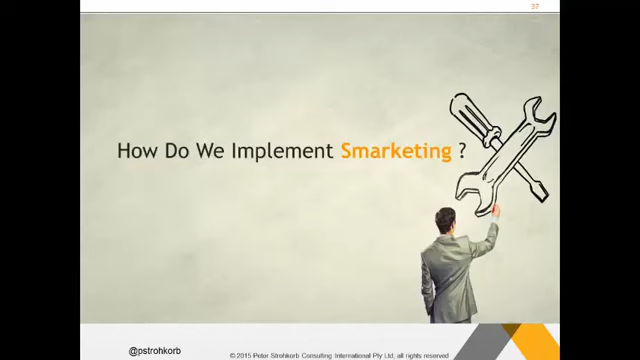 37
How Do We Implement Smarketing ?
@pstrohkorb
©2015 Peter Strohkorb Consulting International Pty Ltd, all rights reserved